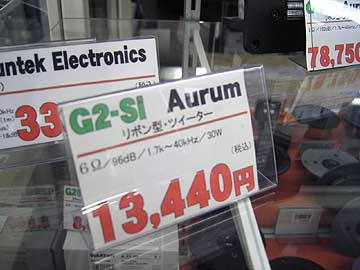 untek Electronics
33
78,750
G2-Si Aurum
リボン型・ツイーター
6Ω/96dB/1.7k～40kHz/30W
(税込)
13,440円